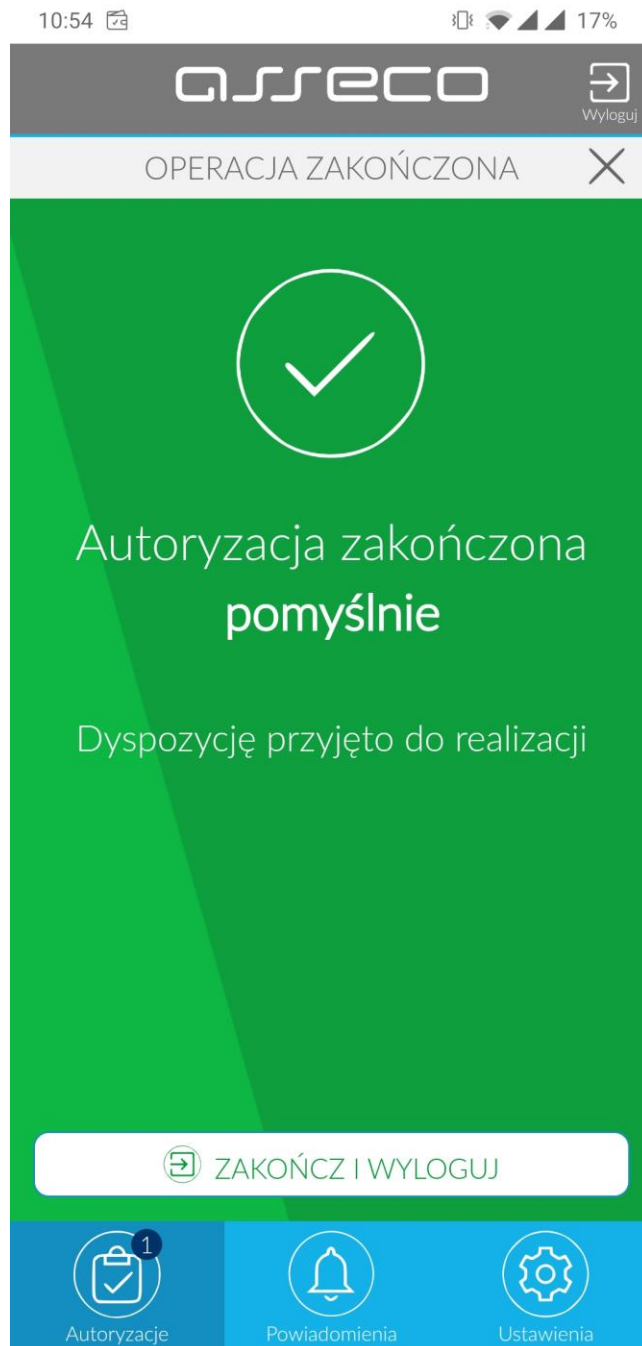 10:54
17%
asseco
Wyloguj
OPERACJA ZAKOŃCZONA
Autoryzacja zakończona
pomyślnie
Dyspozycję przyjęto do realizacji
ZAKOŃCZ I WYLOGUJ
1
Autoryzacje
Powiadomienia
Ustawienia